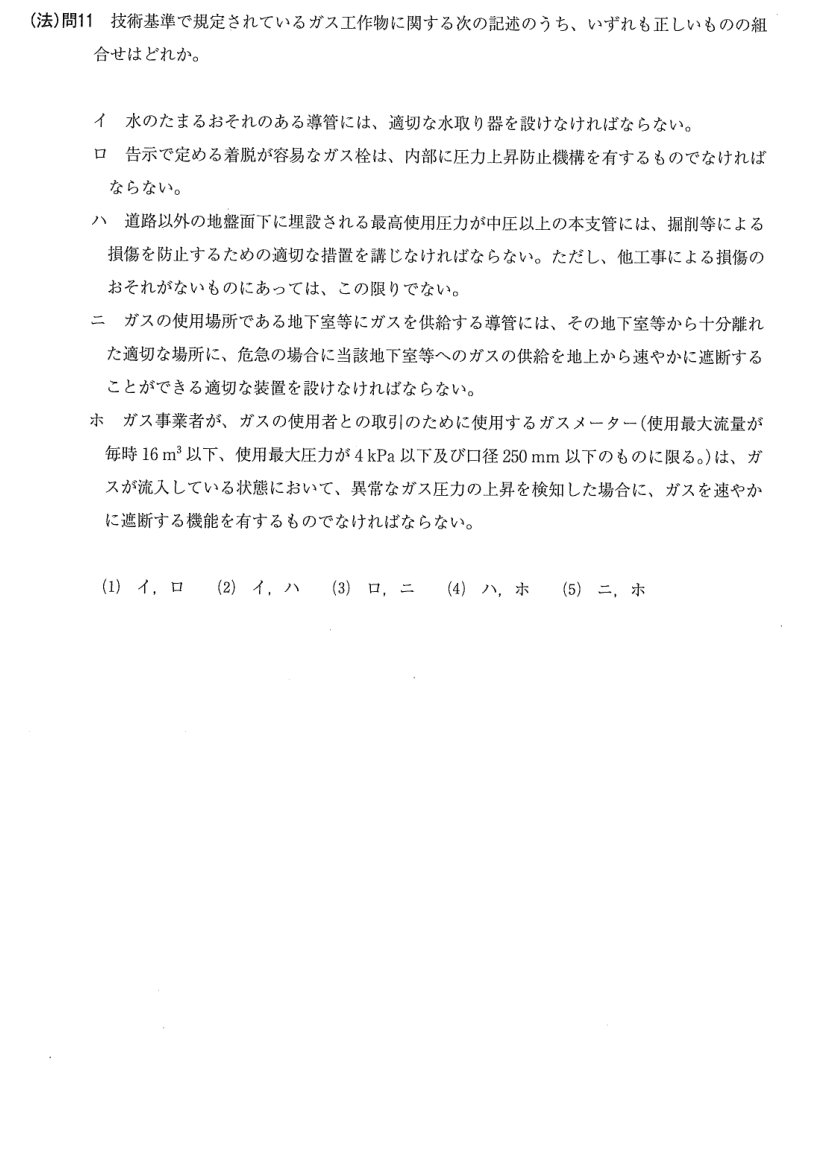 (法)問11　技術基準で規定されているガス工作物に関する次の記述のうち、いずれも正しいものの組
合せはどれか。
イ　水のたまるおそれのある導管には、適切な水取り器を設けなければならない。
ロ　告示で定める着脱が容易なガス栓は、内部に圧力上昇防止機構を有するものでなければ
ならない。
ハ　道路以外の地盤面下に埋設される最高使用圧力が中圧以上の本支管には、掘削等による
損傷を防止するための適切な措置を講じなければならない。ただし、他工事による損傷の
おそれがないものにあっては、この限りでない。
ニ　ガスの使用場所である地下室等にガスを供給する導管には、その地下室等から十分離れ
た適切な場所に、危急の場合に当該地下室等へのガスの供給を地上から速やかに遮断する
ことができる適切な装置を設けなければならない。
ホ　ガス事業者が、ガスの使用者との取引のために使用するガスメーター(使用最大流量が
毎時 16 m³ 以下、使用最大圧力が 4 kPa 以下及び口径 250 mm 以下のものに限る。)は、ガ
スが流入している状態において、異常なガス圧力の上昇を検知した場合に、ガスを速やか
に遮断する機能を有するものでなければならない。
(1)　イ，ロ　(2)　イ，ハ　(3)　ロ，ニ　(4)　ハ，ホ　(5)　ニ，ホ